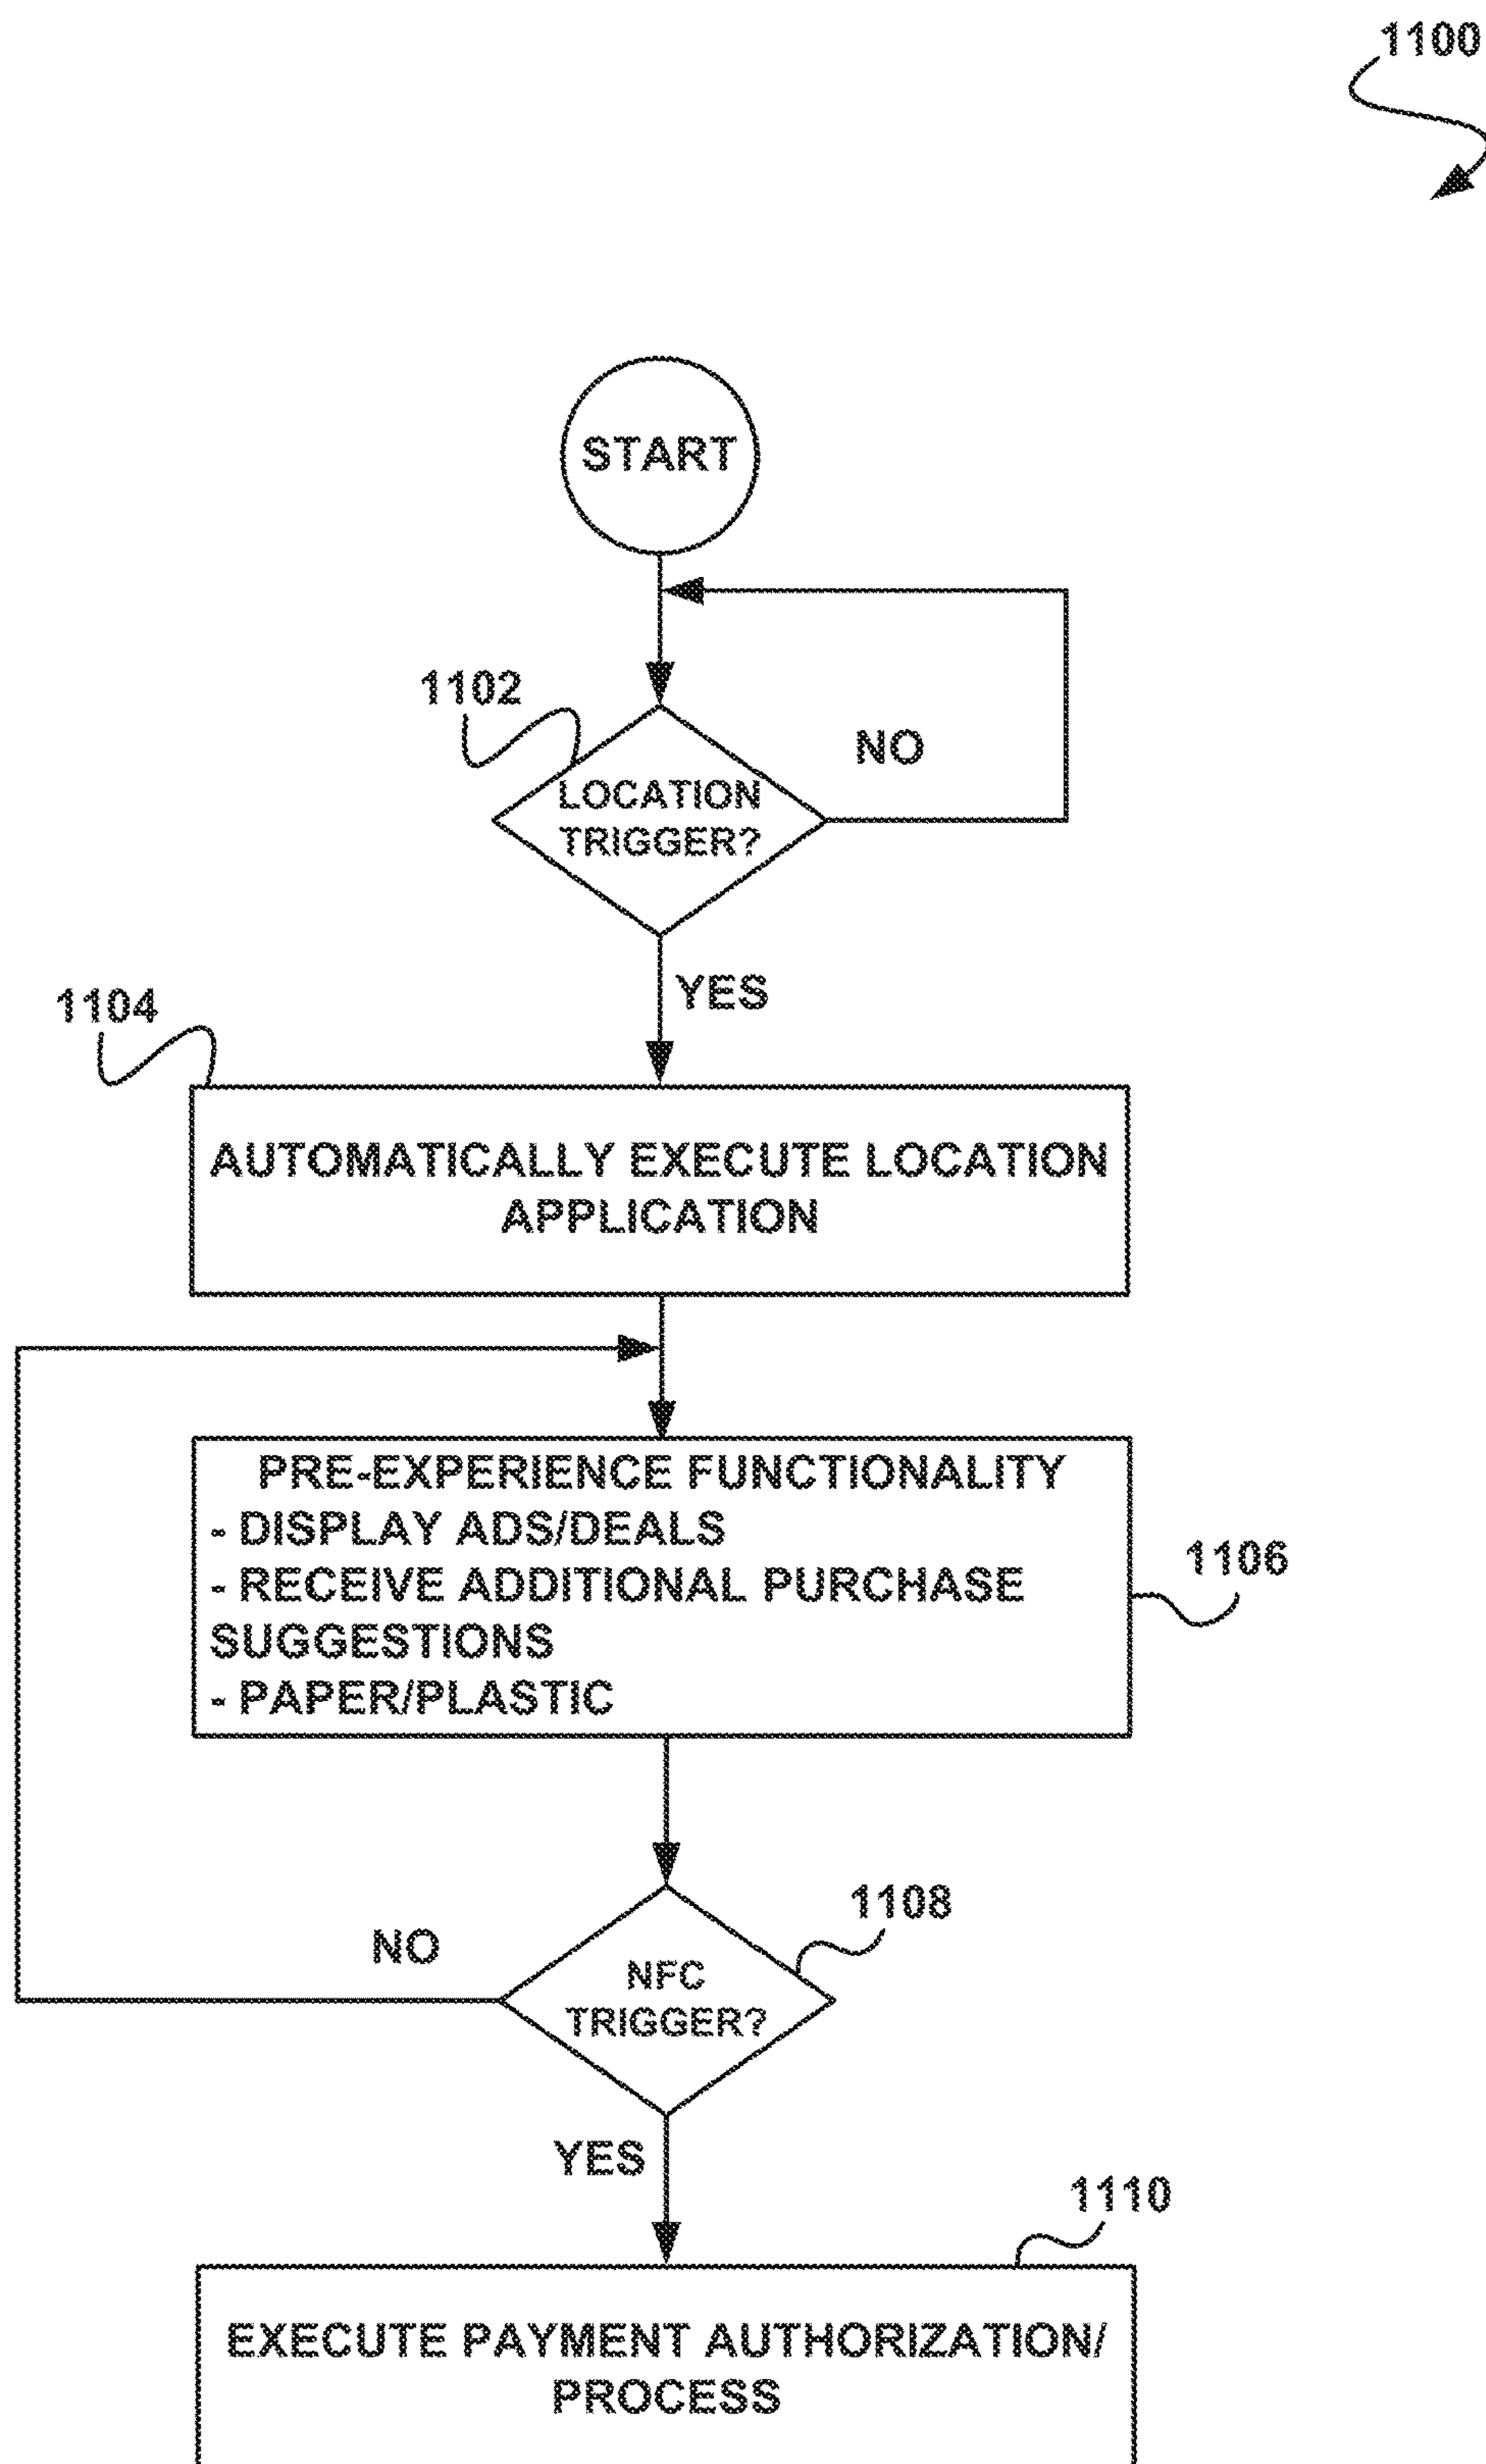 1100
START
1102
NO
LOCATION
TRIGGER?
YES
1104
AUTOMATICALLY EXECUTE LOCATION
APPLICATION
PRE-EXPERIENCE FUNCTIONALITY
- DISPLAY ADS/DEALS
- RECEIVE ADDITIONAL PURCHASE
SUGGESTIONS
- PAPER/PLASTIC
1106
1108
NO
NFC
TRIGGER?
YES
1110
EXECUTE PAYMENT AUTHORIZATION/
PROCESS